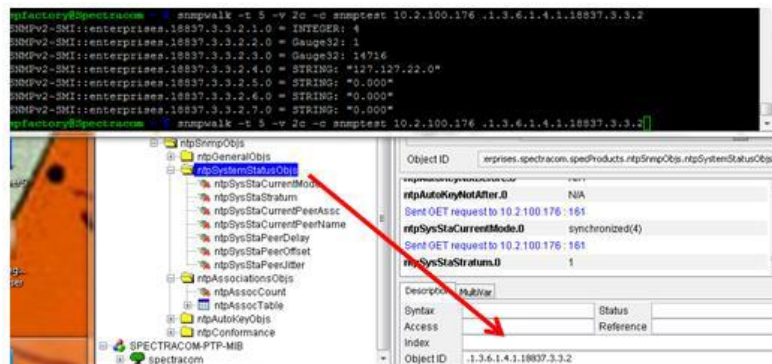 spfactory@Spectracom ~ $ snmpwalk -t 5 -v 2c -c snmptest 10.2.100.176 .1.3.6.1.4.1.18837.3.3.2
SNMPv2-SMI::enterprises.18837.3.3.2.1.0 = INTEGER: 4
SNMPv2-SMI::enterprises.18837.3.3.2.2.0 = Gauge32: 1
SNMPv2-SMI::enterprises.18837.3.3.2.3.0 = Gauge32: 14716
SNMPv2-SMI::enterprises.18837.3.3.2.4.0 = STRING: "127.127.22.0"
SNMPv2-SMI::enterprises.18837.3.3.2.5.0 = STRING: "0.000"
SNMPv2-SMI::enterprises.18837.3.3.2.6.0 = STRING: "0.000"
SNMPv2-SMI::enterprises.18837.3.3.2.7.0 = STRING: "0.000"
spfactory@Spectracom ~ $ snmpwalk -t 5 -v 2c -c snmptest 10.2.100.176 .1.3.6.1.4.1.18837.3.3.2
ntpSnmpObjs
ntpGeneralObjs
ntpSystemStatusObjs
ntpSysStaCurrentMode
ntpSysStaStratum
ntpSysStaCurrentPeerAssc
ntpSysStaCurrentPeerName
ntpSysStaPeerDelay
ntpSysStaPeerOffset
ntpSysStaPeerJitter
ntpAssociationsObjs
ntpAssocCount
ntpAssocTable
ntpAutoKeyObjs
ntpConformance
SPECTRACOM-PTP-MIB
spectracom
Object ID erprises.spectracom.specProducts.ntpSnmpObjs.ntpSystemStatusObjs
ntpAutoKeyNotAfter.0 N/A
Sent GET request to 10.2.100.176 : 161
ntpSysStaCurrentMode.0 synchronized(4)
Sent GET request to 10.2.100.176 : 161
ntpSysStaStratum.0 1
Description MultiVar
Syntax Status
Access Reference
Index
Object ID .1.3.6.1.4.1.18837.3.3.2